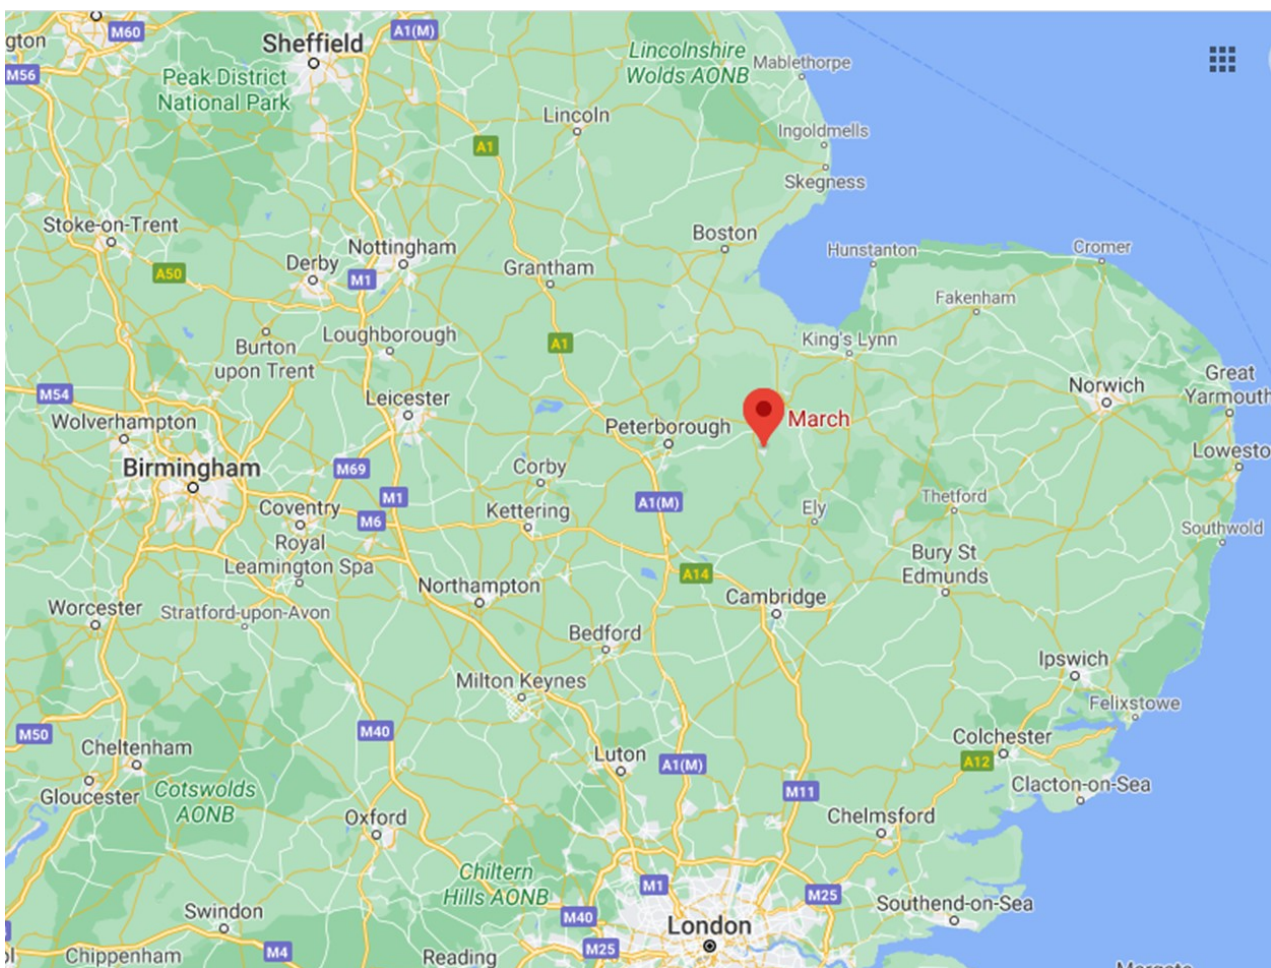 M60
A1(M)
gton
Sheffield
Lincolnshire
Wolds AONB
Mablethorpe
M56
Peak District
National Park
Lincoln
Ingoldmells
A1
Skegness
Stoke-on-Trent
Boston
Nottingham
Hunstanton
Cromer
Derby
M1
Grantham
A50
Fakenham
Loughborough
A1
King's Lynn
Burton
upon Trent
Great
Yarmouth
M54
Leicester
Norwich
Wolverhampton
Peterborough
March
Lowesto
Birmingham
M69
Corby
M1
A1(M)
Thetford
Coventry
M6
Kettering
Ely
Southwold
Royal
Leamington Spa
Bury St
Edmunds
A14
Northampton
Cambridge
Worcester
Stratford-upon-Avon
Bedford
Ipswich
Milton Keynes
Felixstowe
M50
M40
Colchester
Cheltenham
Luton
A1(M)
A12
Gloucester
Cotswolds
AONB
M11
Clacton-on-Sea
Oxford
Chelmsford
Chiltern
Hills AONB
M1
M25
Swindon
M40
Southend-on-Sea
London
M4
M25
Chippenham
Reading